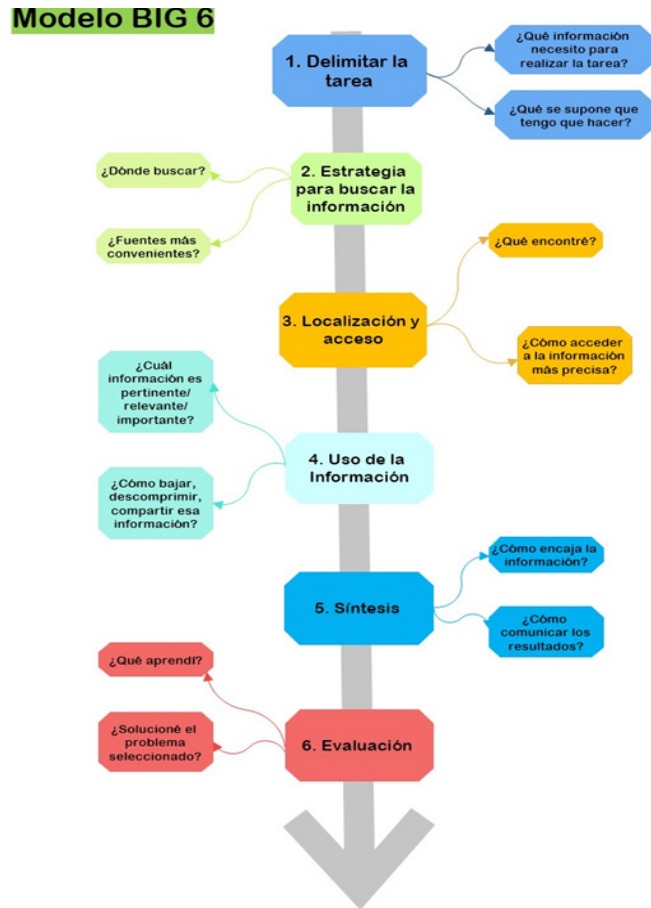 Modelo BIG 6
1. Delimitar la
tarea
¿Qué información
necesito para
realizar la tarea?
¿Qué se supone que
tengo que hacer?
2. Estrategia
para buscar la
información
¿Dónde buscar?
¿Fuentes más
convenientes?
3. Localización y
acceso
¿Qué encontré?
¿Cómo acceder
a la información
más precisa?
4. Uso de la
Información
¿Cuál
información es
pertinente/
relevante/
importante?
¿Cómo bajar,
descomprimir,
compartir esa
información?
5. Síntesis
¿Cómo encaja la
información?
¿Cómo
comunicar los
resultados?
6. Evaluación
¿Qué aprendí?
¿Solucioné el
problema
seleccionado?